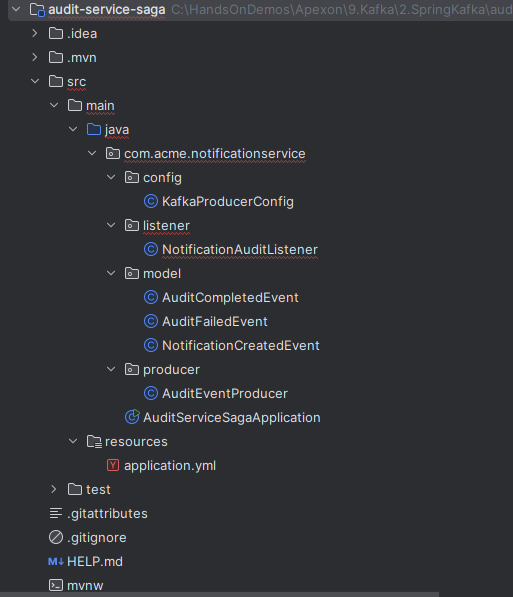 audit-service-saga C:\HandsOnDemos\Apexon\9.Kafka\2.SpringKafka\aud
.idea
.mvn
src
main
java
com.acme.notificationservice
config
KafkaProducerConfig
listener
NotificationAuditListener
model
AuditCompletedEvent
AuditFailedEvent
NotificationCreatedEvent
producer
AuditEventProducer
AuditServiceSagaApplication
resources
Y application.yml
test
.gitattributes
.gitignore
M↓ HELP.md
mvnw